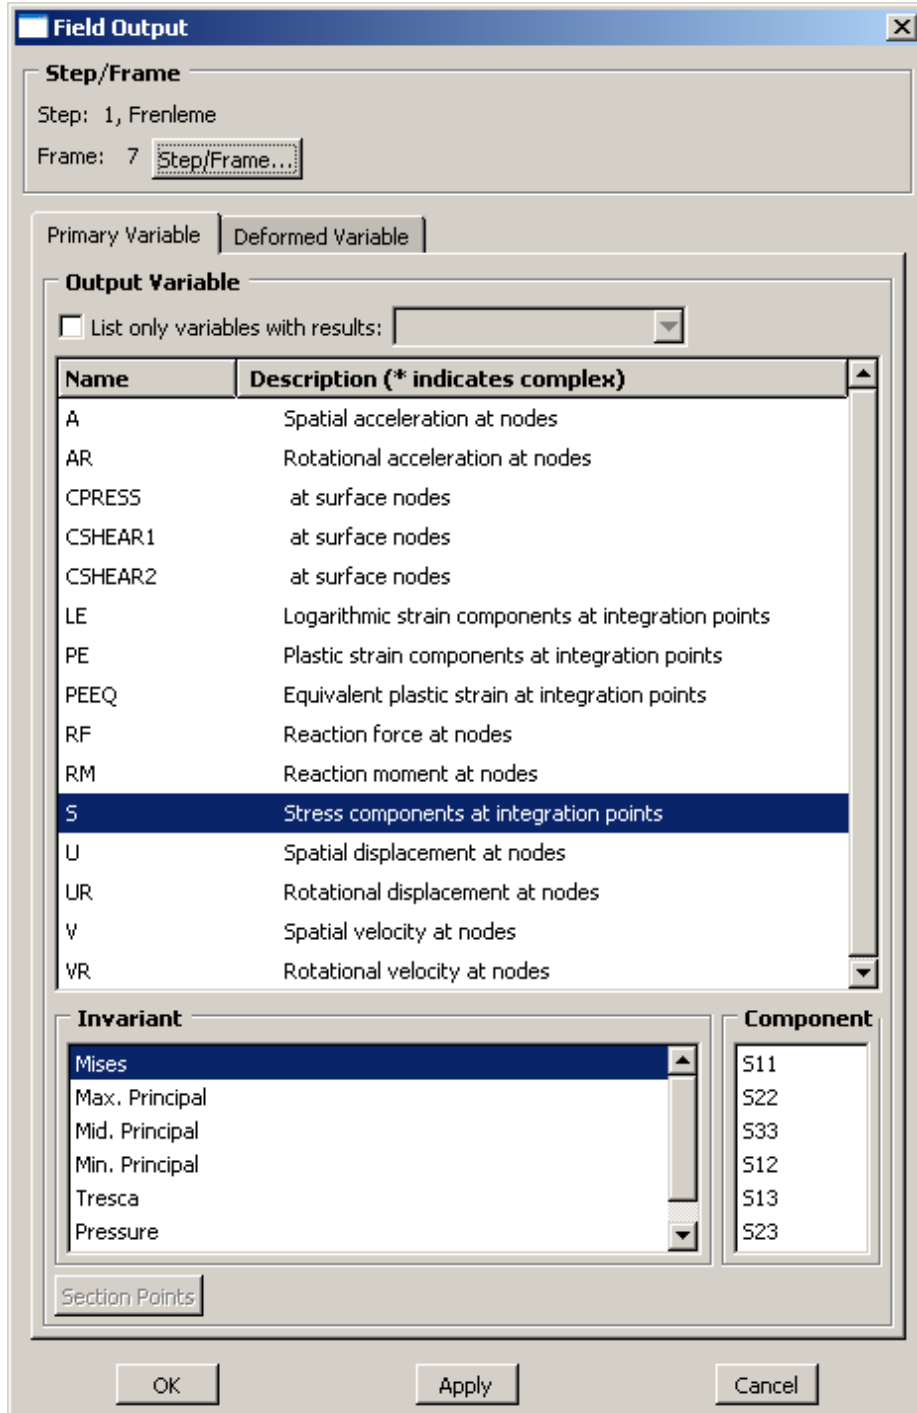 Field Output
Step/Frame
Step: 1, Frenleme
Frame: 7 Step/Frame...
Primary Variable Deformed Variable
Output Variable
List only variables with results:
Name Description (* indicates complex)
A Spatial acceleration at nodes
AR Rotational acceleration at nodes
CPRESS at surface nodes
CSHEAR1 at surface nodes
CSHEAR2 at surface nodes
LE Logarithmic strain components at integration points
PE Plastic strain components at integration points
PEEQ Equivalent plastic strain at integration points
RF Reaction force at nodes
RM Reaction moment at nodes
S Stress components at integration points
U Spatial displacement at nodes
UR Rotational displacement at nodes
V Spatial velocity at nodes
VR Rotational velocity at nodes
Invariant Component
Mises S11
Max. Principal S22
Mid. Principal S33
Min. Principal S12
Tresca S13
Pressure S23
Section Points
OK Apply Cancel